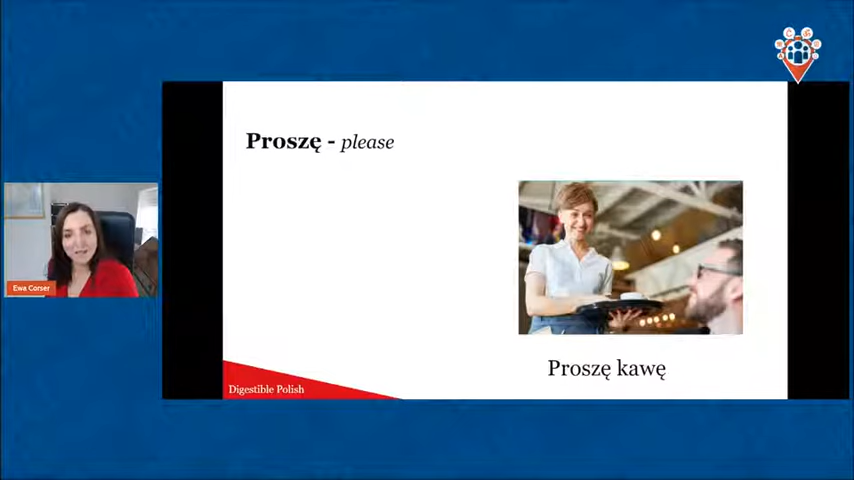 Proszę - please
Ewa Corser
Proszę kawę
Digestible Polish